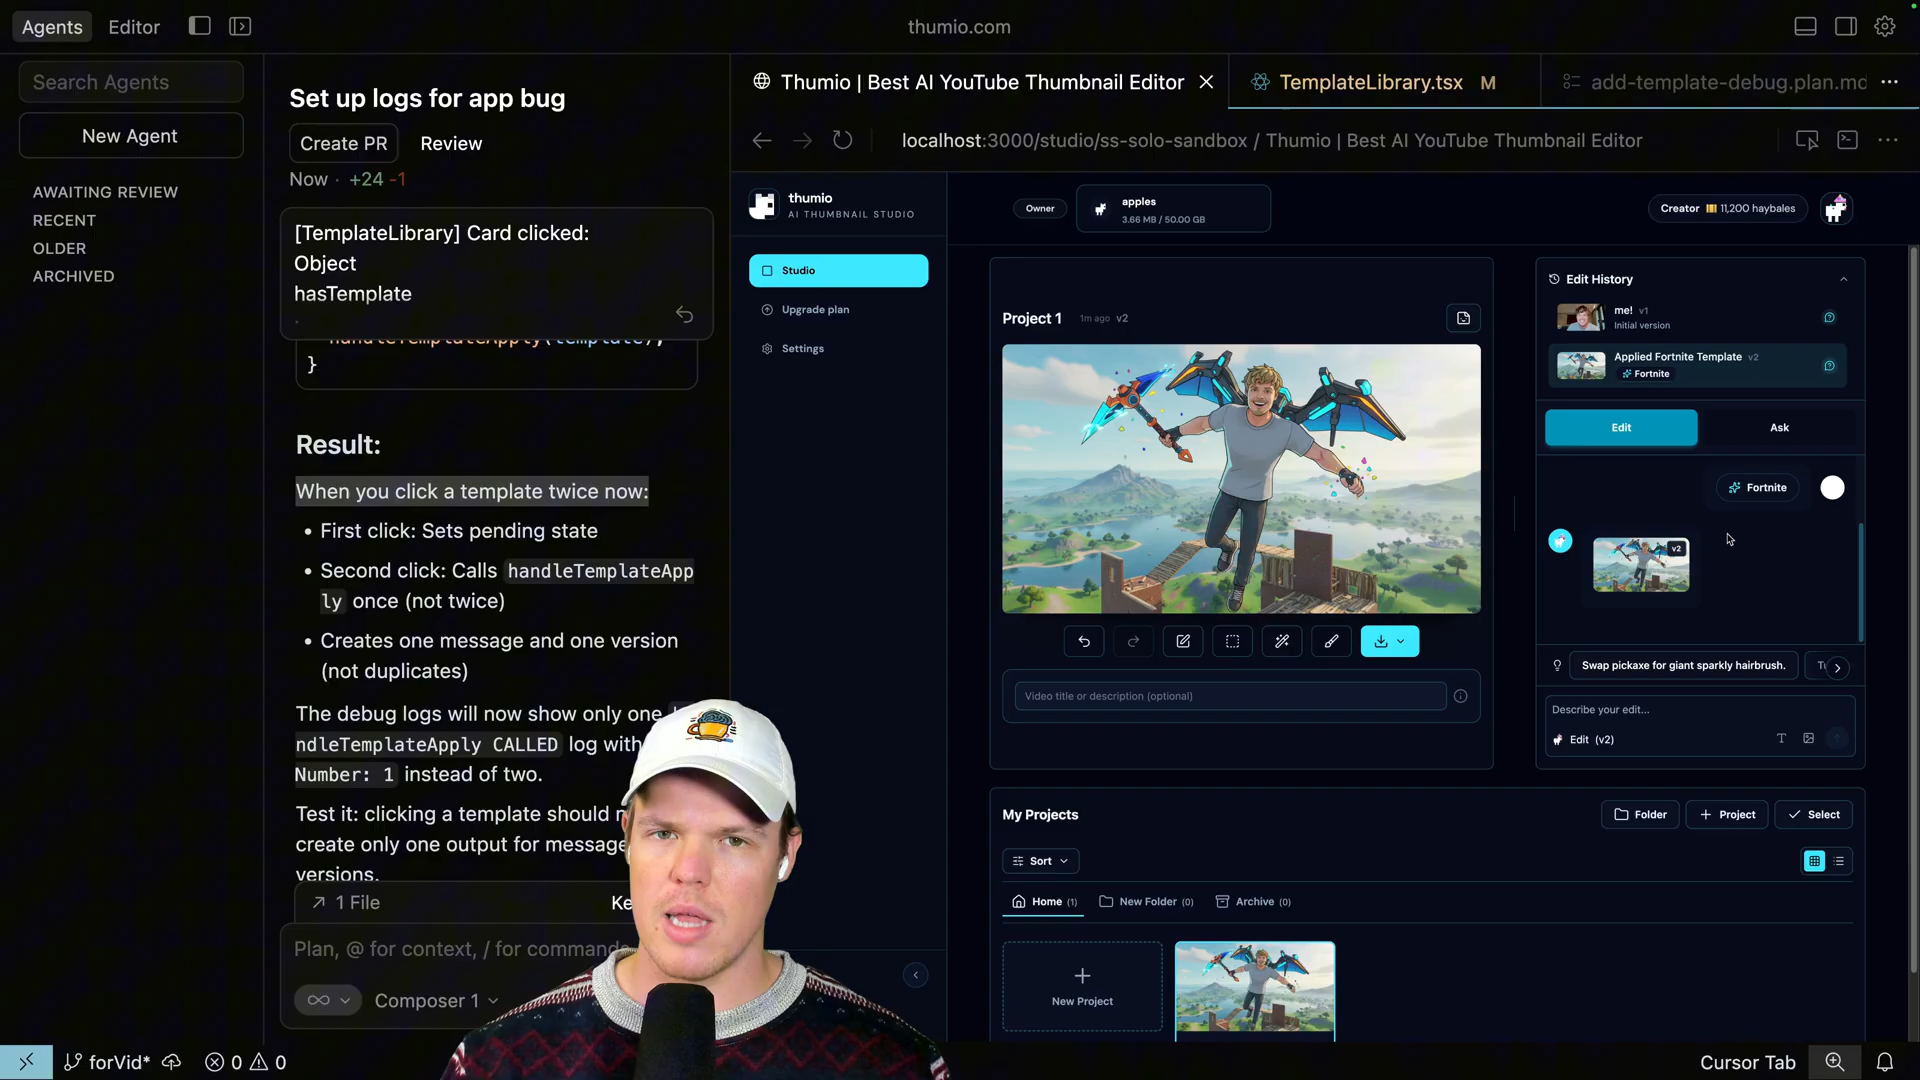 Agents
Editor
thumio.com
Search Agents
New Agent
AWAITING REVIEW
RECENT
OLDER
ARCHIVED
Set up logs for app bug
Create PR
Review
Now · +24 -1
[TemplateLibrary] Card clicked:
Object
hasTemplate
handleTemplateApply(template);
}
Result:
When you click a template twice now:
• First click: Sets pending state
• Second click: Calls handleTemplateApp
ly once (not twice)
• Creates one message and one version
(not duplicates)
The debug logs will now show only one
ndleTemplateApply CALLED log with
Number: 1 instead of two.
Test it: clicking a template should
create only one output for message
versions.
1 File
Plan, @ for context, / for commands
Composer 1
forVid*
0
0
Thumio | Best AI YouTube Thumbnail Editor
TemplateLibrary.tsx M
add-template-debug.plan.md
localhost:3000/studio/ss-solo-sandbox / Thumio | Best AI YouTube Thumbnail Editor
thumio
AI THUMBNAIL STUDIO
Owner
apples
3.66 MB / 50.00 GB
Creator
11,200 haybales
Studio
Upgrade plan
Settings
Project 1
1m ago
v2
Video title or description (optional)
Edit History
me! v1
Initial version
Applied Fortnite Template v2
Fortnite
Edit
Ask
Fortnite
v2
Swap pickaxe for giant sparkly hairbrush.
Describe your edit...
Edit (v2)
My Projects
Folder
Project
Select
Sort
Home (1)
New Folder (0)
Archive (0)
New Project
Cursor Tab